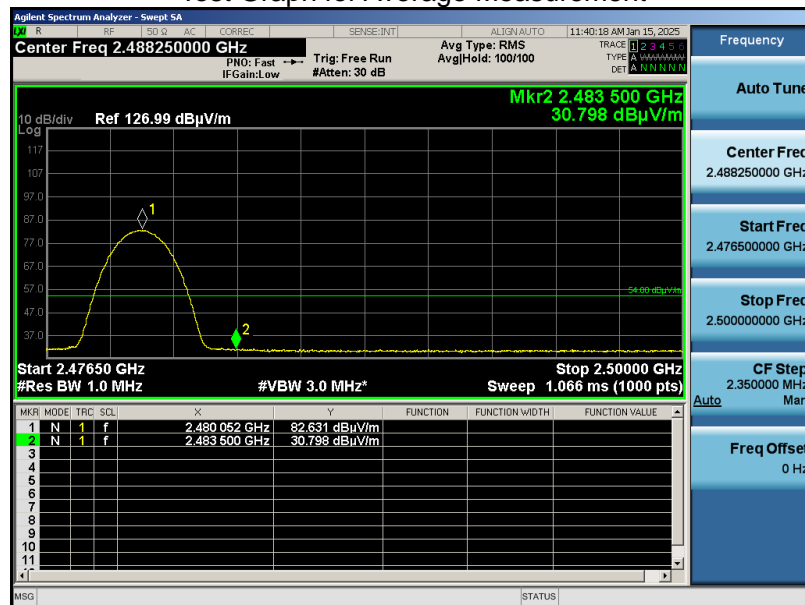 Test Graph for Average Measurement
Agilent Spectrum Analyzer - Swept SA
LXI R RF 50 Ω AC CORREC SENSE:INT ALIGN AUTO 11:40:18 AM Jan 15, 2025
Center Freq 2.488250000 GHz
PNO: Fast
IFGain:Low
Trig: Free Run
#Atten: 30 dB
Avg Type: RMS
Avg|Hold: 100/100
TRACE 1 2 3 4 5 6
TYPE A WWWWW
DET A N N N N N
Mkr2 2.483 500 GHz
30.798 dBµV/m
10 dB/div Ref 126.99 dBµV/m
Log
117
107
97.0
87.0
77.0
67.0
57.0
47.0
37.0
1
2
54.00 dBµV/m
Start 2.47650 GHz Stop 2.50000 GHz
#Res BW 1.0 MHz #VBW 3.0 MHz* Sweep 1.066 ms (1000 pts)
MKR MODE TRC SCL X Y FUNCTION FUNCTION WIDTH FUNCTION VALUE
1 N 1 f 2.480 052 GHz 82.631 dBµV/m
2 N 1 f 2.483 500 GHz 30.798 dBµV/m
3
4
5
6
7
8
9
10
11
MSG STATUS
Frequency
Auto Tune
Center Freq
2.488250000 GHz
Start Freq
2.476500000 GHz
Stop Freq
2.500000000 GHz
CF Step
2.350000 MHz
Auto Man
Freq Offset
0 Hz